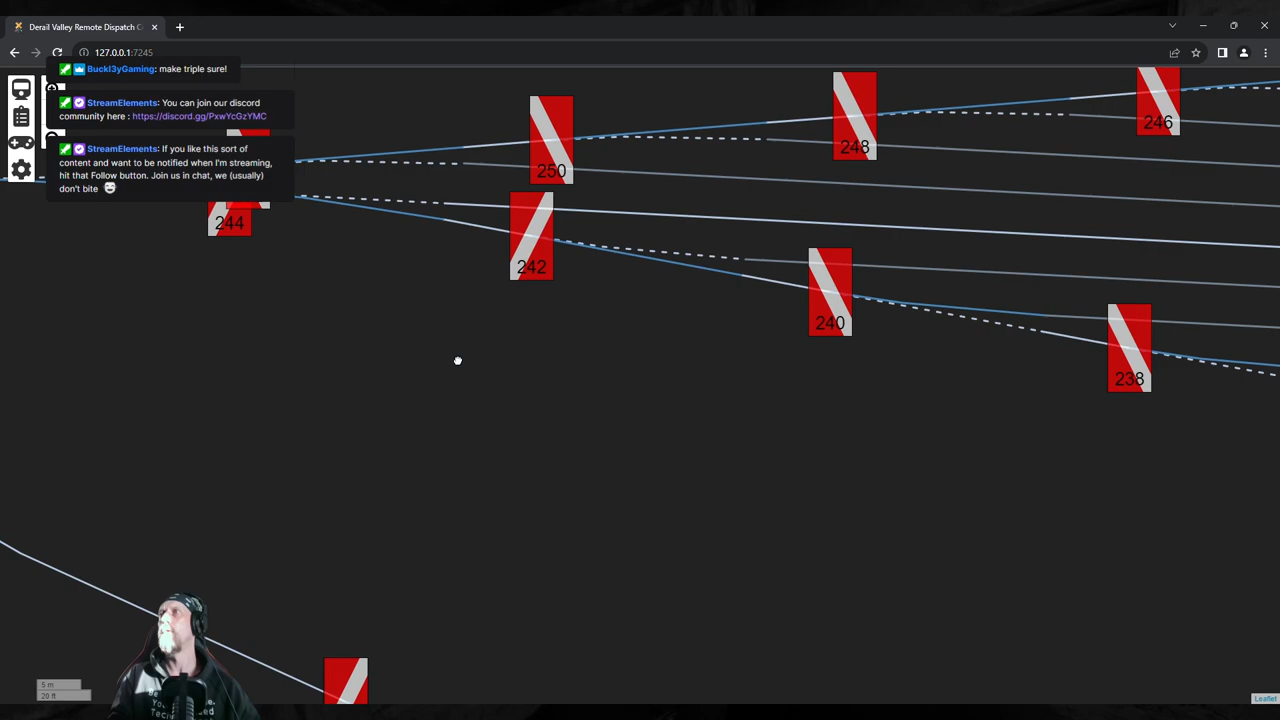 Derail Valley Remote Dispatch C
127.0.0.1:7245
BuckI3yGaming: make triple sure!
StreamElements: You can join our discord
community here : https://discord.gg/PxwYcGzYMC
StreamElements: If you like this sort of
content and want to be notified when I'm streaming,
hit that Follow button. Join us in chat, we (usually)
don't bite
246
248
250
244
242
240
238
5 m
20 ft
Leaflet